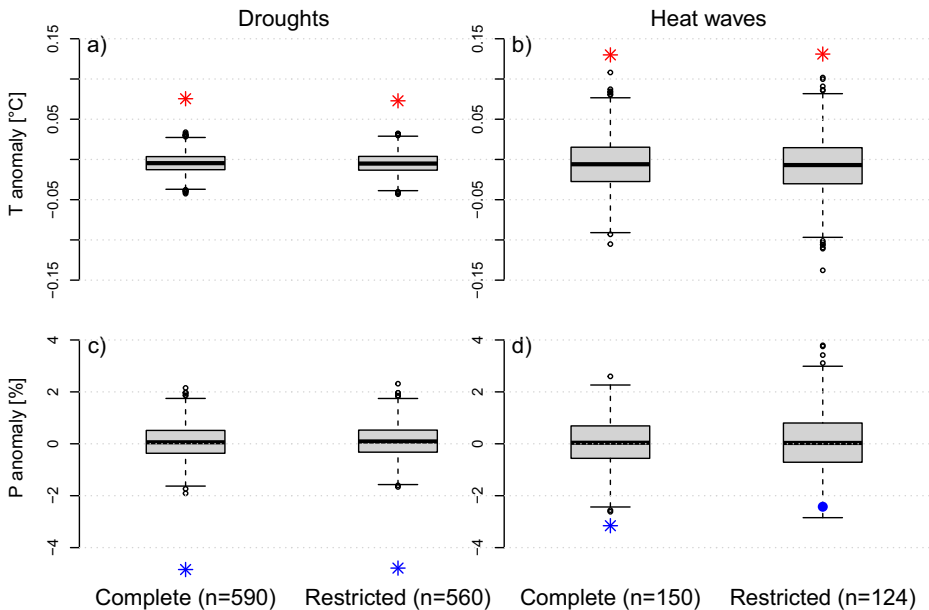 Droughts
Heat waves
a)
b)
T anomaly [°C]
0.15
0.05
−0.05
−0.15
c)
d)
P anomaly [%]
4
2
0
−2
−4
4
2
0
−2
−4
0.15
0.05
−0.05
−0.15
Complete (n=590)
Restricted (n=560)
Complete (n=150)
Restricted (n=124)